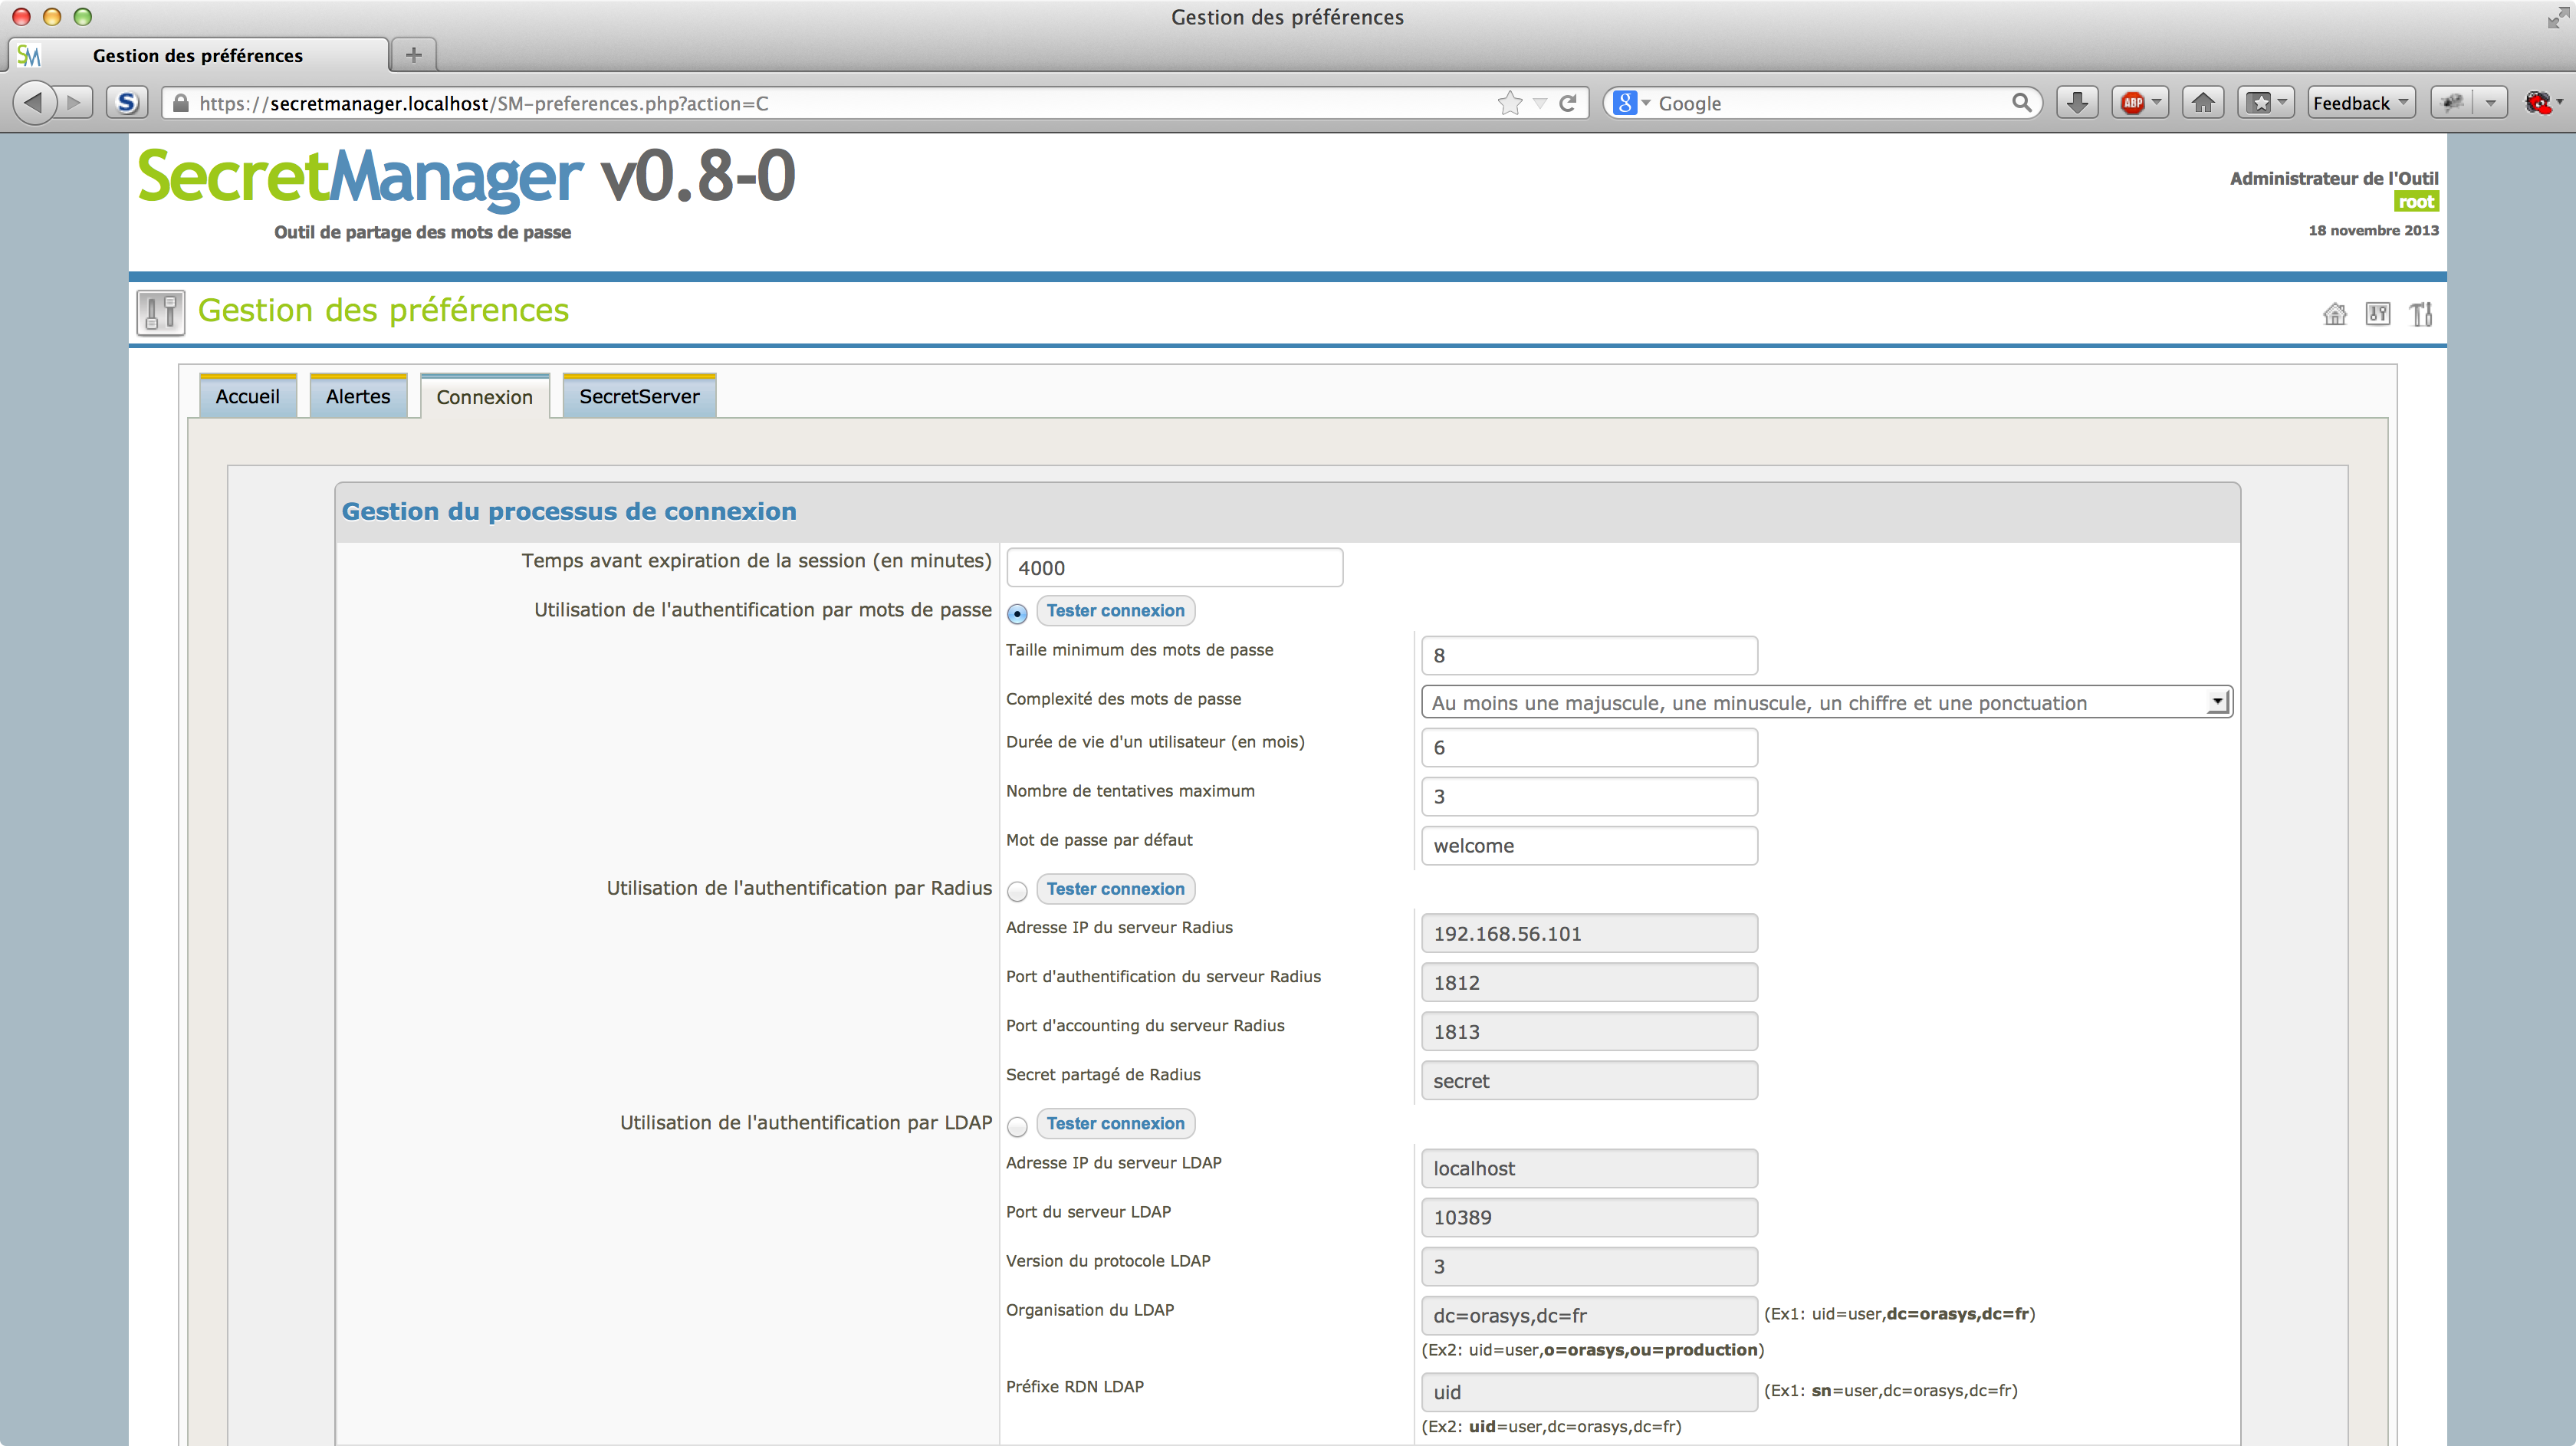 Gestion des préférences
Gestion des préférences
https://secretmanager.localhost/SM-preferences.php?action=C
Google
ABP
Feedback
SecretManager v0.8-0
Outil de partage des mots de passe
Administrateur de l'Outil
root
18 novembre 2013
Gestion des préférences
Accueil
Alertes
Connexion
SecretServer
Gestion du processus de connexion
Temps avant expiration de la session (en minutes) 4000
Utilisation de l'authentification par mots de passe Tester connexion
Taille minimum des mots de passe 8
Complexité des mots de passe Au moins une majuscule, une minuscule, un chiffre et une ponctuation
Durée de vie d'un utilisateur (en mois) 6
Nombre de tentatives maximum 3
Mot de passe par défaut welcome
Utilisation de l'authentification par Radius Tester connexion
Adresse IP du serveur Radius 192.168.56.101
Port d'authentification du serveur Radius 1812
Port d'accounting du serveur Radius 1813
Secret partagé de Radius secret
Utilisation de l'authentification par LDAP Tester connexion
Adresse IP du serveur LDAP localhost
Port du serveur LDAP 10389
Version du protocole LDAP 3
Organisation du LDAP dc=orasys,dc=fr (Ex1: uid=user,dc=orasys,dc=fr)
(Ex2: uid=user,o=orasys,ou=production)
Préfixe RDN LDAP uid (Ex1: sn=user,dc=orasys,dc=fr)
(Ex2: uid=user,dc=orasys,dc=fr)